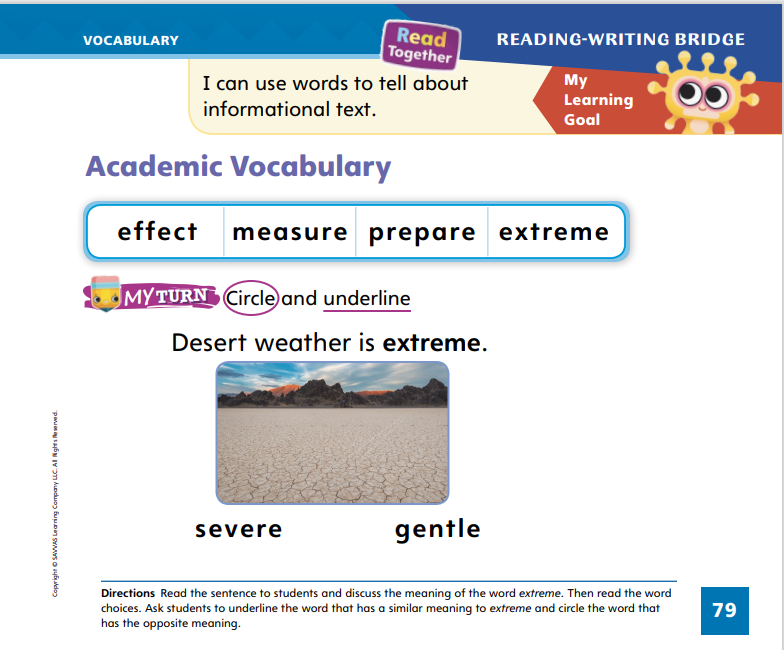 VOCABULARY
Read
Together
READING-WRITING BRIDGE
I can use words to tell about
informational text.
My
Learning
Goal
Academic Vocabulary
effect measure prepare extreme
MY TURN Circle and underline
Desert weather is extreme.
severe gentle
Copyright © SAVVAS Learning Company LLC. All Rights Reserved.
Directions Read the sentence to students and discuss the meaning of the word extreme. Then read the word
choices. Ask students to underline the word that has a similar meaning to extreme and circle the word that
has the opposite meaning.
79